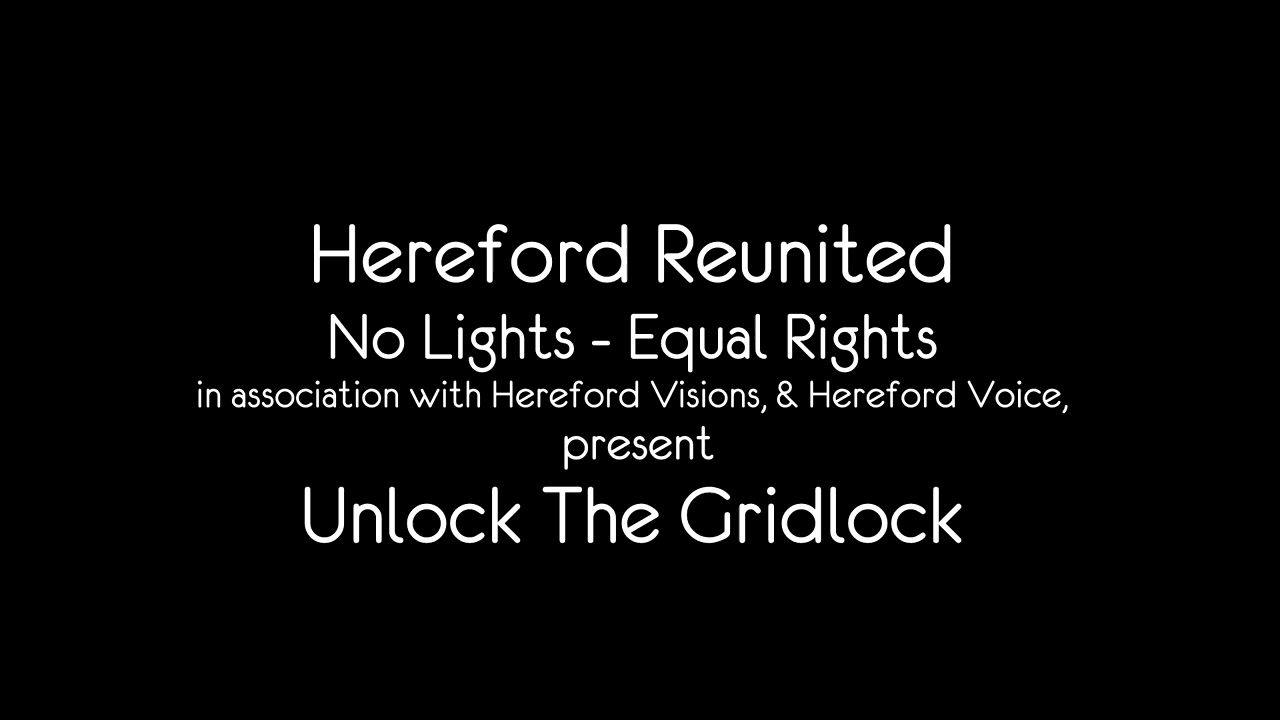 Hereford Reunited
No Lights - Equal Rights
in association with Hereford Visions, & Hereford Voice,
present
Unlock The Gridlock